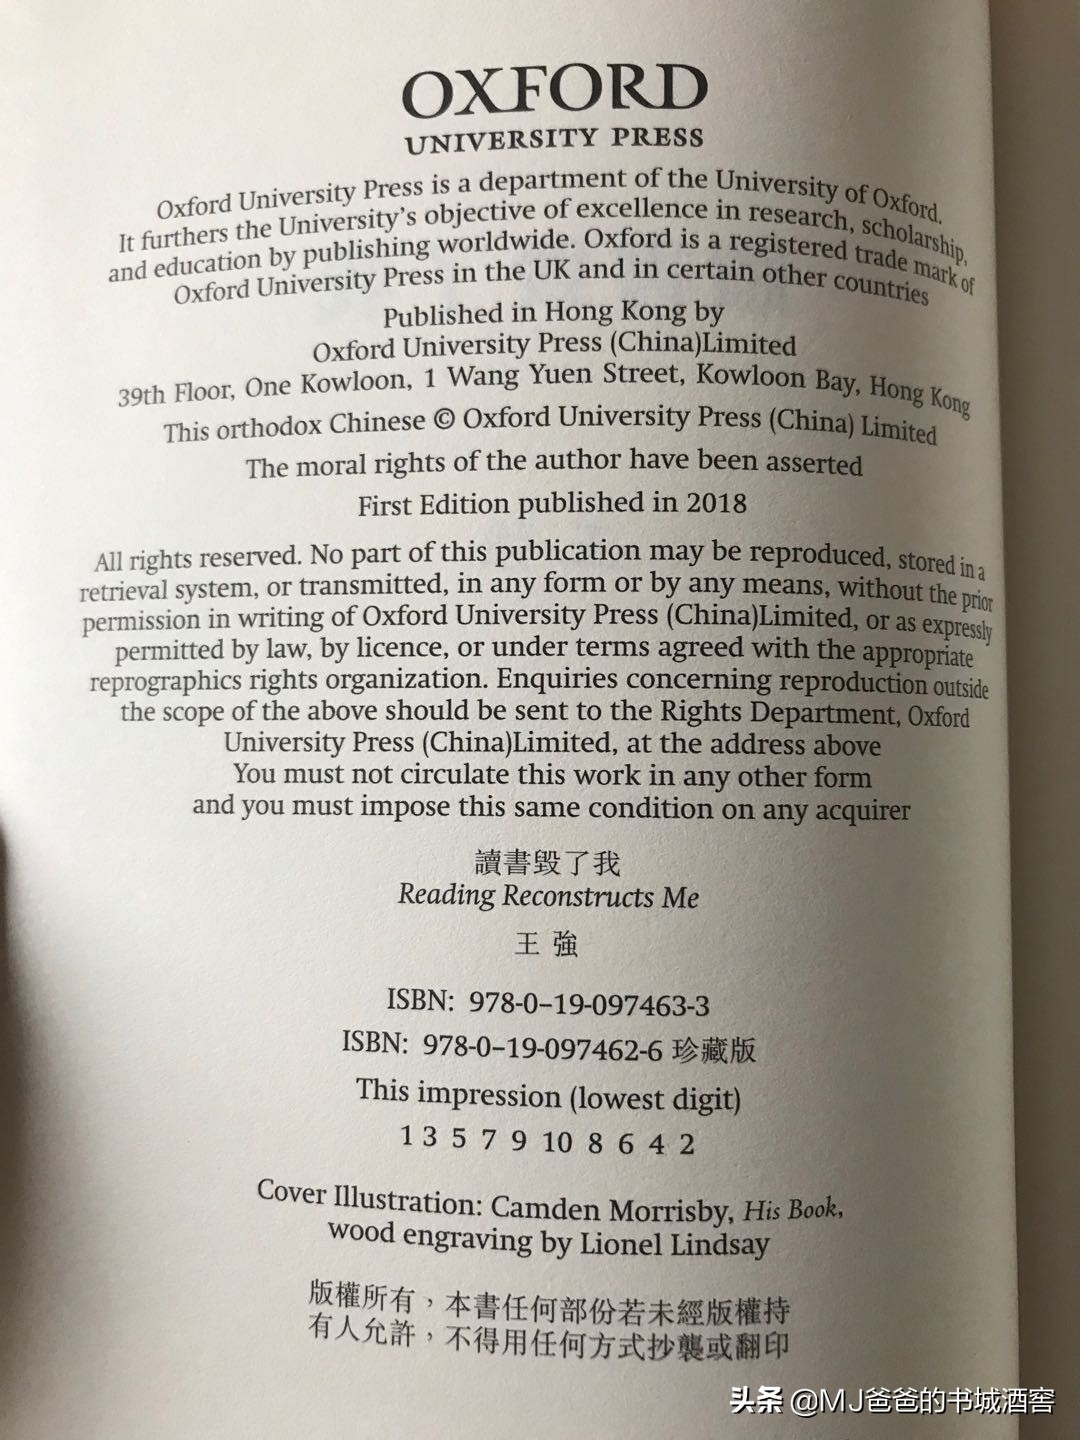 OXFORD
UNIVERSITY PRESS
Oxford University Press is a department of the University of Oxford.
It furthers the University's objective of excellence in research, scholarship,
and education by publishing worldwide. Oxford is a registered trade mark of
Oxford University Press in the UK and in certain other countries
Published in Hong Kong by
Oxford University Press (China)Limited
39th Floor, One Kowloon, 1 Wang Yuen Street, Kowloon Bay, Hong Kong
This orthodox Chinese © Oxford University Press (China) Limited
The moral rights of the author have been asserted
First Edition published in 2018
All rights reserved. No part of this publication may be reproduced, stored in a
retrieval system, or transmitted, in any form or by any means, without the prior
permission in writing of Oxford University Press (China)Limited, or as expressly
permitted by law, by licence, or under terms agreed with the appropriate
reprographics rights organization. Enquiries concerning reproduction outside
the scope of the above should be sent to the Rights Department, Oxford
University Press (China)Limited, at the address above
You must not circulate this work in any other form
and you must impose this same condition on any acquirer
讀書毀了我
Reading Reconstructs Me
王 強
ISBN: 978-0-19-097463-3
ISBN: 978-0-19-097462-6 珍藏版
This impression (lowest digit)
1 3 5 7 9 10 8 6 4 2
Cover Illustration: Camden Morrisby, His Book,
wood engraving by Lionel Lindsay
版權所有，本書任何部份若未經版權持
有人允許，不得用任何方式抄襲或翻印
头条 @MJ爸爸的书城酒窖